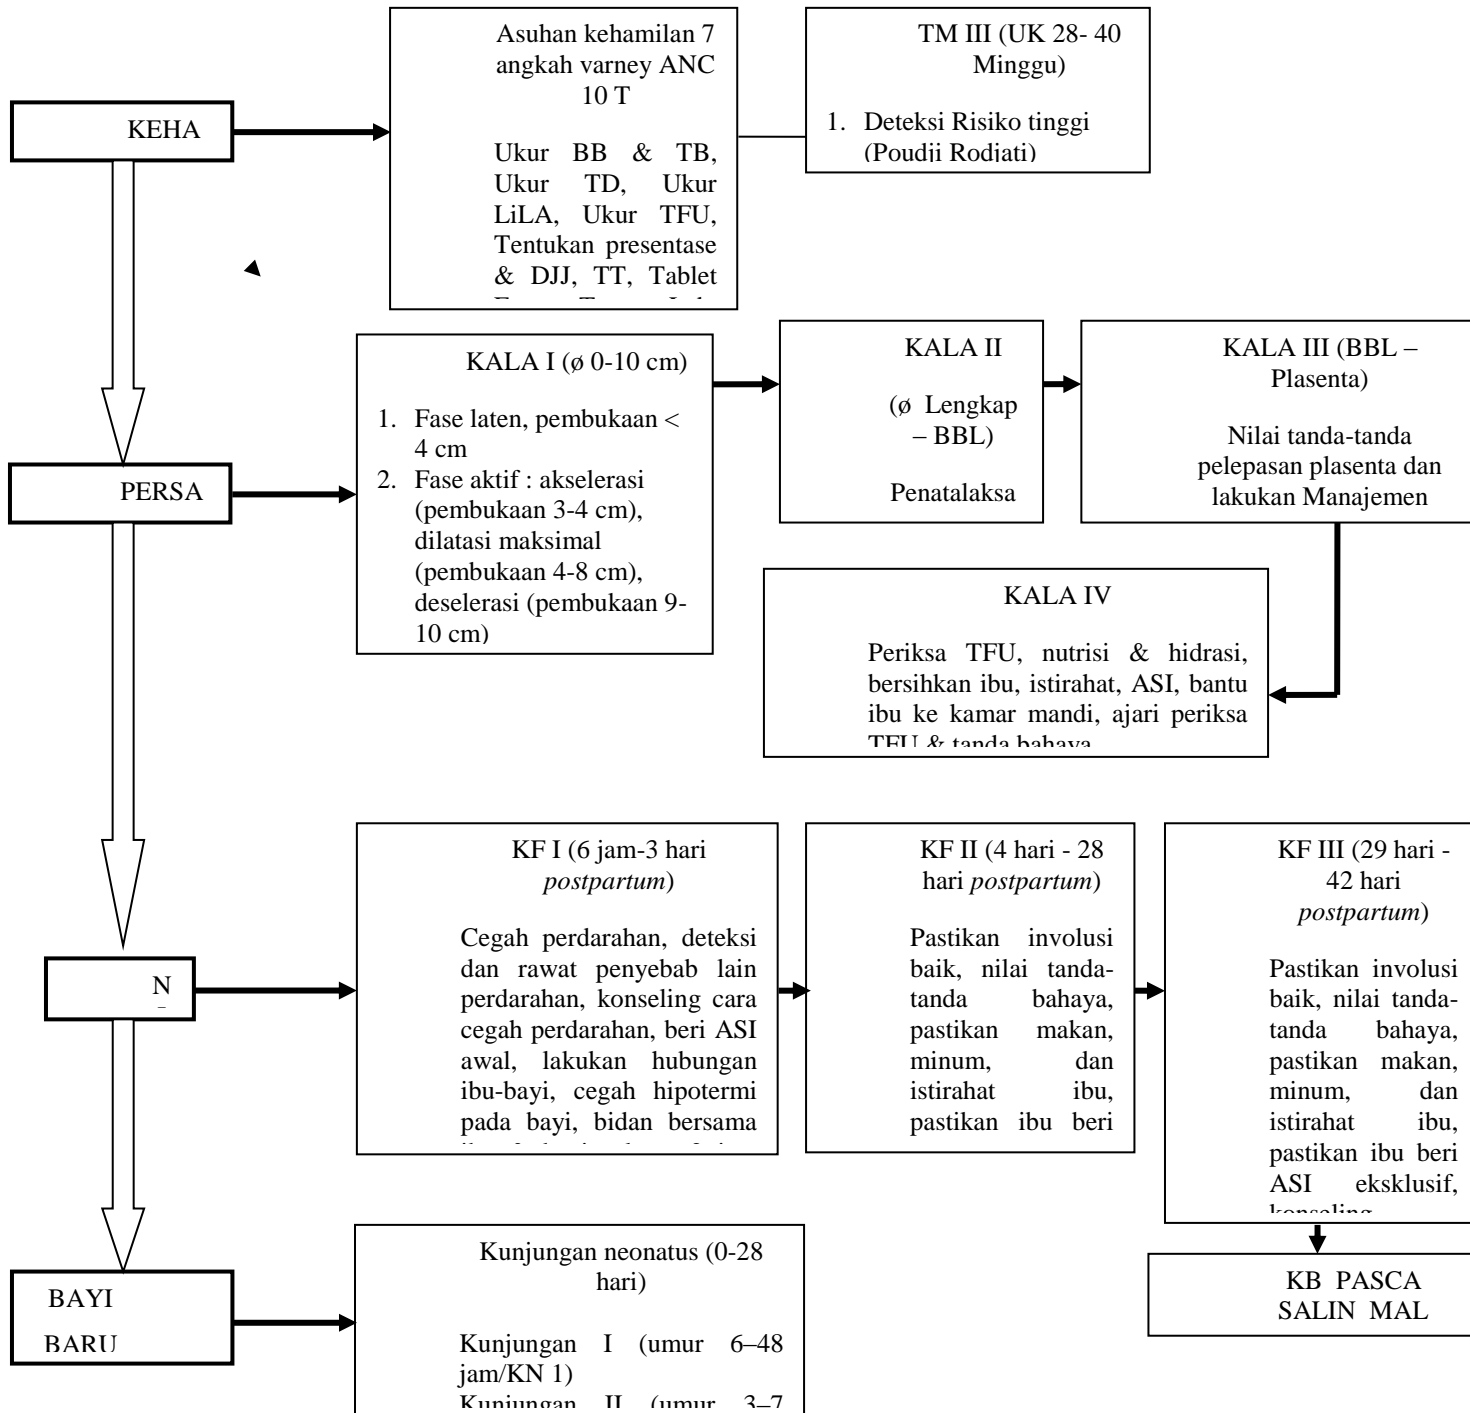 Asuhan kehamilan 7
angkah varney ANC
10 T
Ukur BB & TB,
Ukur TD, Ukur
LiLA, Ukur TFU,
Tentukan presentase
& DJJ, TT, Tablet
TM III (UK 28- 40
Minggu)
1. Deteksi Risiko tinggi
(Poudji Rodjati)
KEHA
KALA I (ø 0-10 cm)
1. Fase laten, pembukaan <
4 cm
2. Fase aktif : akselerasi
(pembukaan 3-4 cm),
dilatasi maksimal
(pembukaan 4-8 cm),
deselerasi (pembukaan 9-
10 cm)
KALA II
(ø Lengkap
– BBL)
Penatalaksa
KALA III (BBL –
Plasenta)
Nilai tanda-tanda
pelepasan plasenta dan
lakukan Manajemen
PERSA
KALA IV
Periksa TFU, nutrisi & hidrasi,
bersihkan ibu, istirahat, ASI, bantu
ibu ke kamar mandi, ajari periksa
TFU & tanda bahaya
KF I (6 jam-3 hari
postpartum)
Cegah perdarahan, deteksi
dan rawat penyebab lain
perdarahan, konseling cara
cegah perdarahan, beri ASI
awal, lakukan hubungan
ibu-bayi, cegah hipotermi
pada bayi, bidan bersama
KF II (4 hari - 28
hari postpartum)
Pastikan involusi
baik, nilai tanda-
tanda bahaya,
pastikan makan,
minum, dan
istirahat ibu,
pastikan ibu beri
KF III (29 hari -
42 hari
postpartum)
Pastikan involusi
baik, nilai tanda-
tanda bahaya,
pastikan makan,
minum, dan
istirahat ibu,
pastikan ibu beri
ASI eksklusif,
konseling
N
Kunjungan neonatus (0-28
hari)
Kunjungan I (umur 6–48
jam/KN 1)
Kunjungan II (umur 3–7
KB PASCA
SALIN MAL
BAYI
BARU